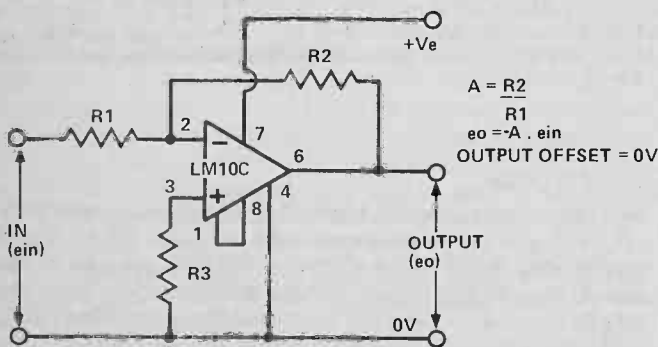 +Ve
R2
R1
2
7
LM10C
6
3
8
4
1
R3
IN
(ein)
OUTPUT
(eo)
0V
A = R2
R1
eo = -A . ein
OUTPUT OFFSET = 0V